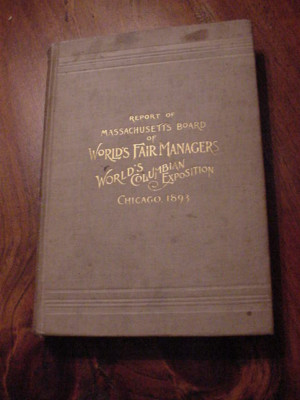 REPORT OF
MASSACHUSETTS BOARD
OF
WORLD'S FAIR MANAGERS
WORLD'S
COLUMBIAN
EXPOSITION
CHICAGO, 1893